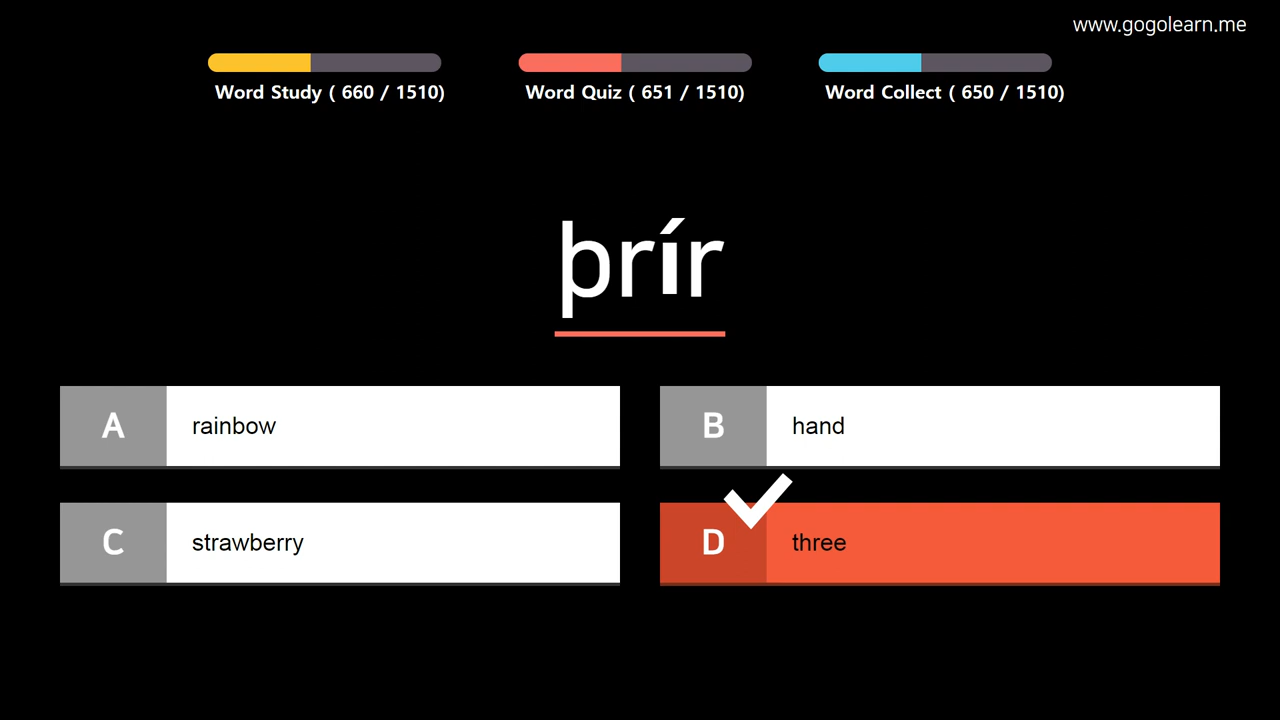 www.gogolearn.me
Word Study ( 660 / 1510)
Word Quiz ( 651 / 1510)
Word Collect ( 650 / 1510)
þrír
A rainbow
B hand
C strawberry
D three